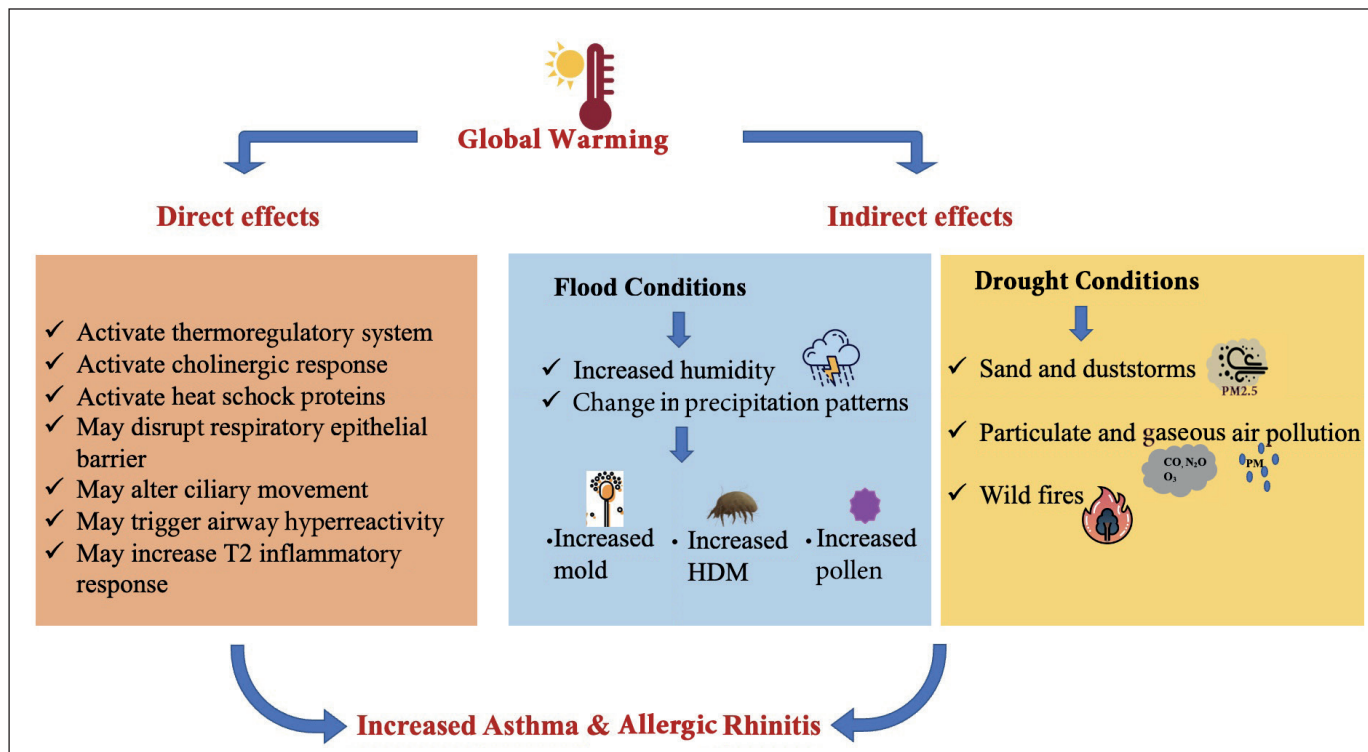 Global Warming
Direct effects
Indirect effects
✓ Activate thermoregulatory system
✓ Activate cholinergic response
✓ Activate heat schock proteins
✓ May disrupt respiratory epithelial
barrier
✓ May alter ciliary movement
✓ May trigger airway hyperreactivity
✓ May increase T2 inflammatory
response
Flood Conditions
✓ Increased humidity
✓ Change in precipitation patterns
•Increased
mold
• Increased
HDM
•Increased
pollen
Drought Conditions
✓ Sand and duststorms
PM2.5
✓ Particulate and gaseous air pollution
CO, N₂O
O₃
PM
✓ Wild fires
Increased Asthma & Allergic Rhinitis